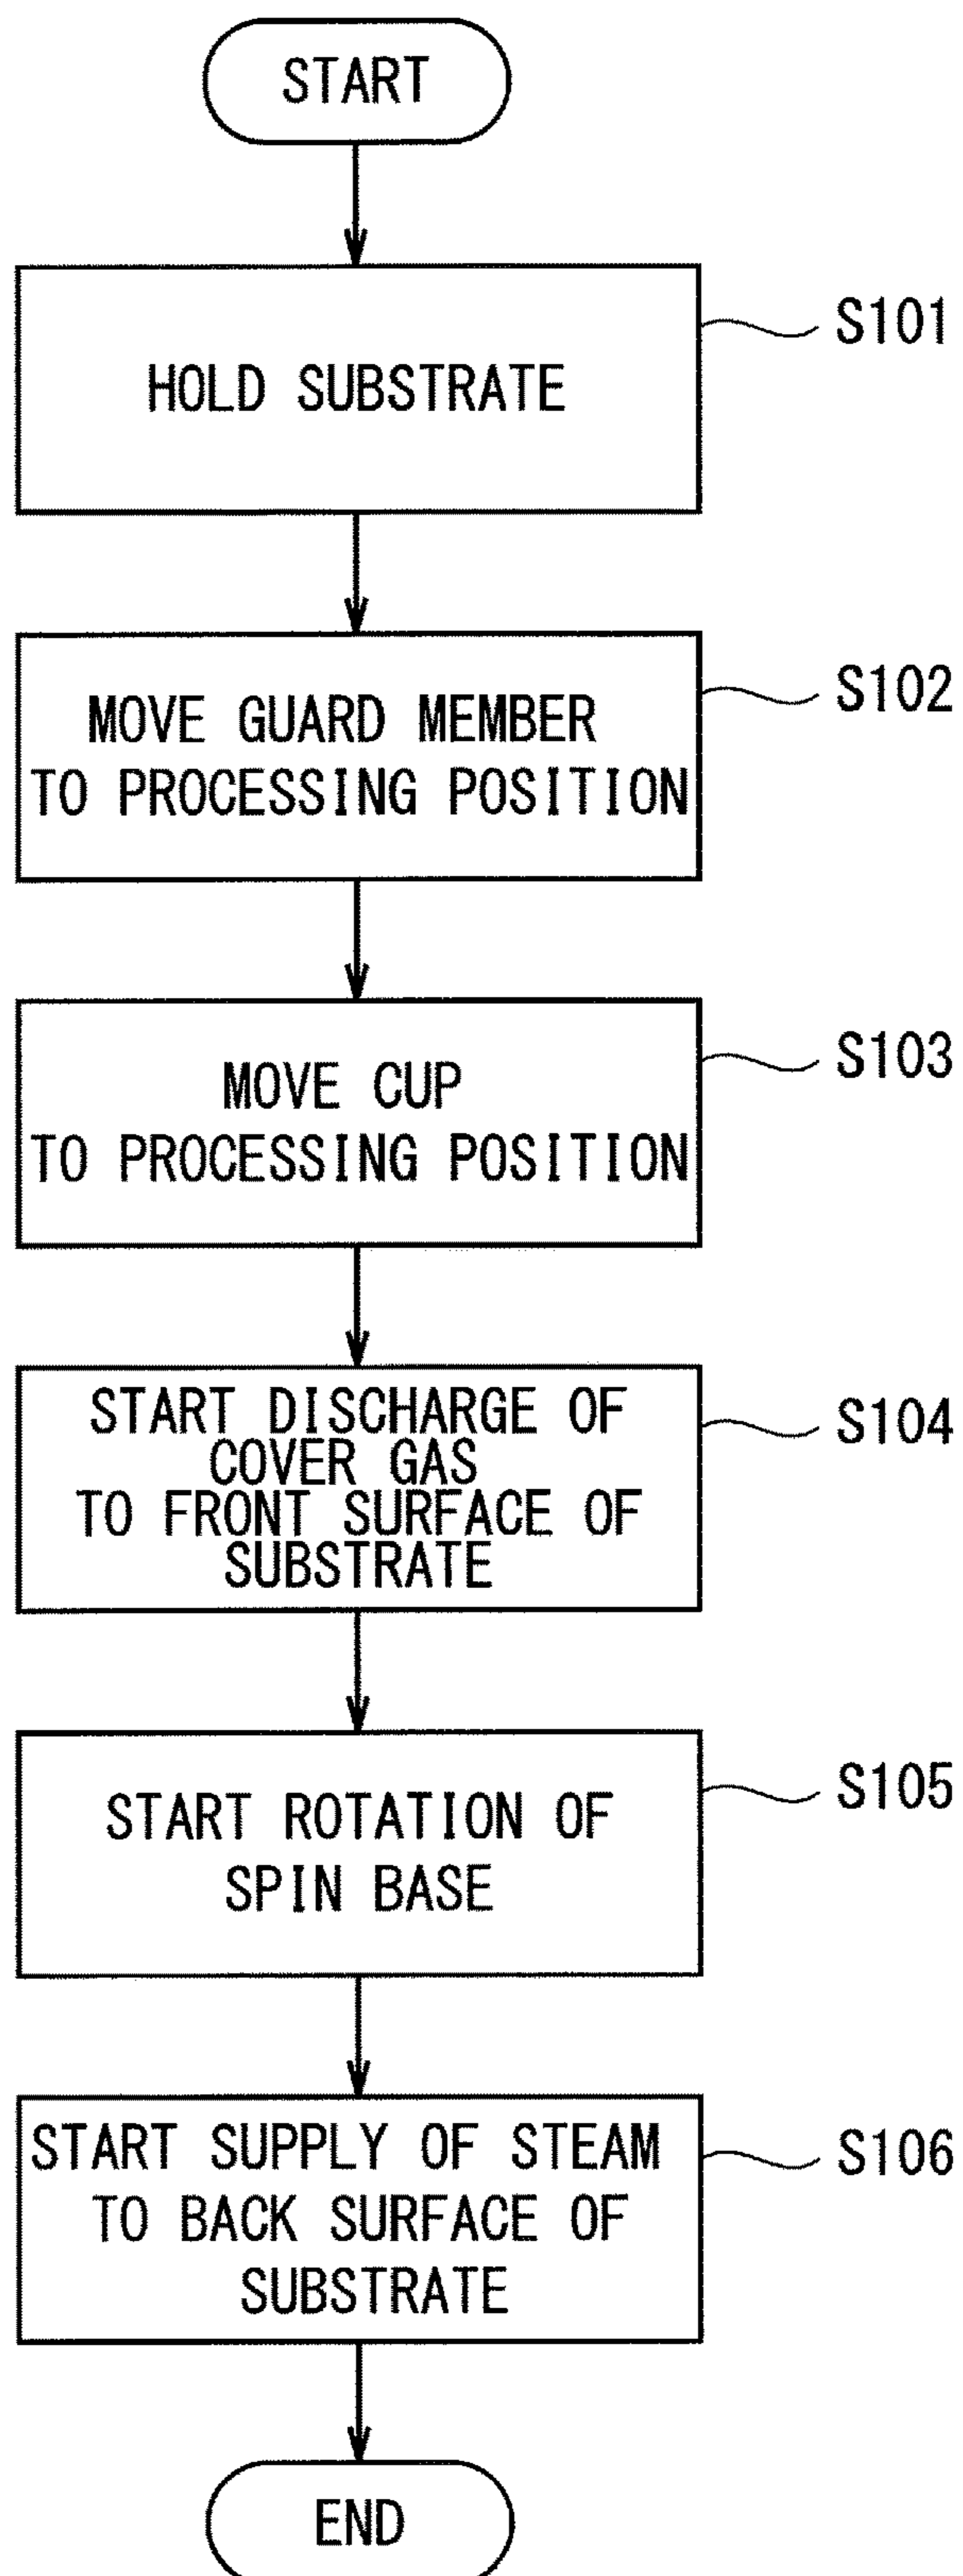 START
S101
HOLD SUBSTRATE
S102
MOVE GUARD MEMBER
TO PROCESSING POSITION
S103
MOVE CUP
TO PROCESSING POSITION
S104
START DISCHARGE OF
COVER GAS
TO FRONT SURFACE OF
SUBSTRATE
S105
START ROTATION OF
SPIN BASE
S106
START SUPPLY OF STEAM
TO BACK SURFACE OF
SUBSTRATE
END